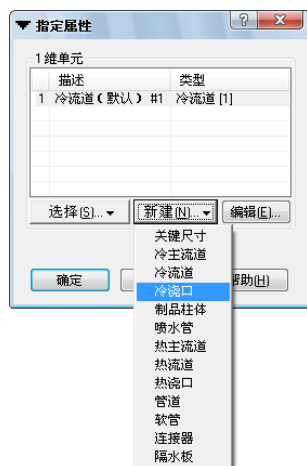 指定属性
1维单元
描述 类型
1 冷流道(默认) #1 冷流道 [1]
选择(S)... 新建(N)... 编辑(E)...
关键尺寸
冷主流道
冷流道
冷浇口
确定 帮助(H)
制品柱体
喷水管
热主流道
热流道
热浇口
管道
软管
连接器
隔水板